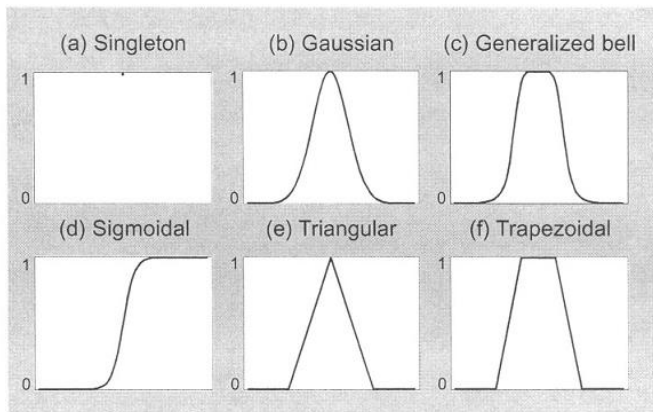 (a) Singleton (b) Gaussian (c) Generalized bell
1 1 1
0 0 0
(d) Sigmoidal (e) Triangular (f) Trapezoidal
1 1 1
0 0 0